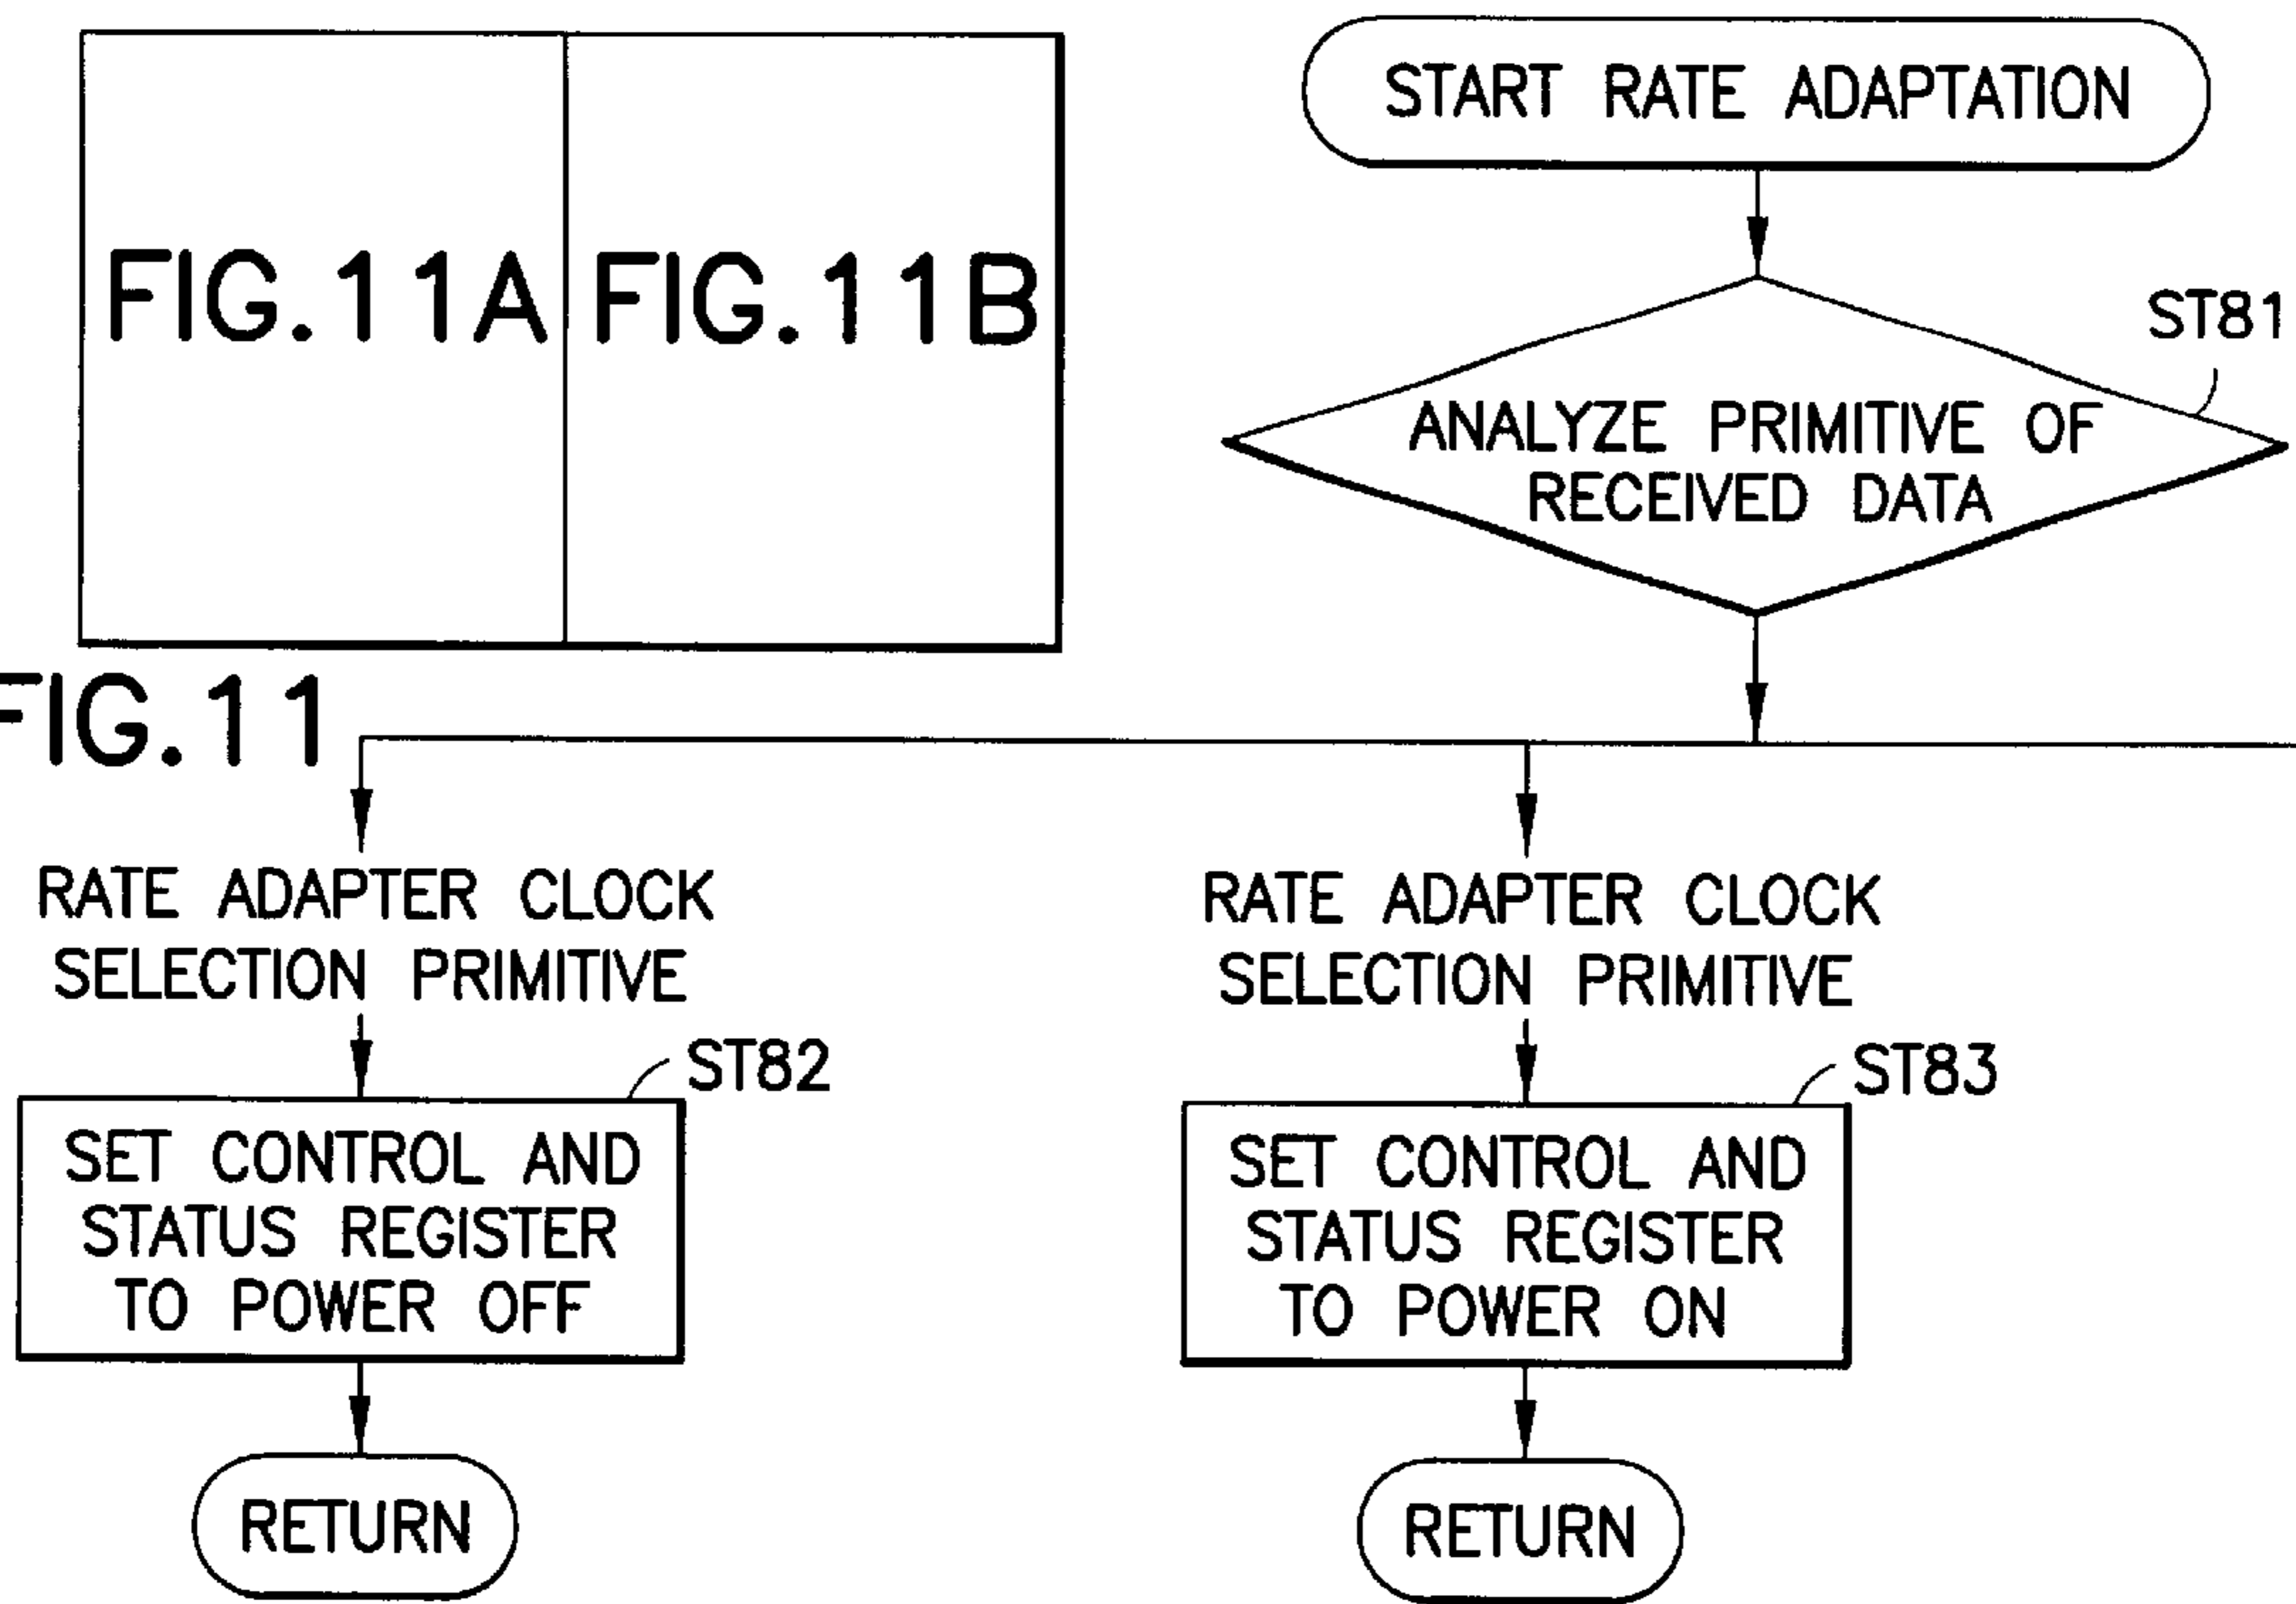 FIG.11A
FIG.11B
FIG.11
START RATE ADAPTATION
ST81
ANALYZE PRIMITIVE OF
RECEIVED DATA
RATE ADAPTER CLOCK
SELECTION PRIMITIVE
ST82
SET CONTROL AND
STATUS REGISTER
TO POWER OFF
RETURN
RATE ADAPTER CLOCK
SELECTION PRIMITIVE
ST83
SET CONTROL AND
STATUS REGISTER
TO POWER ON
RETURN